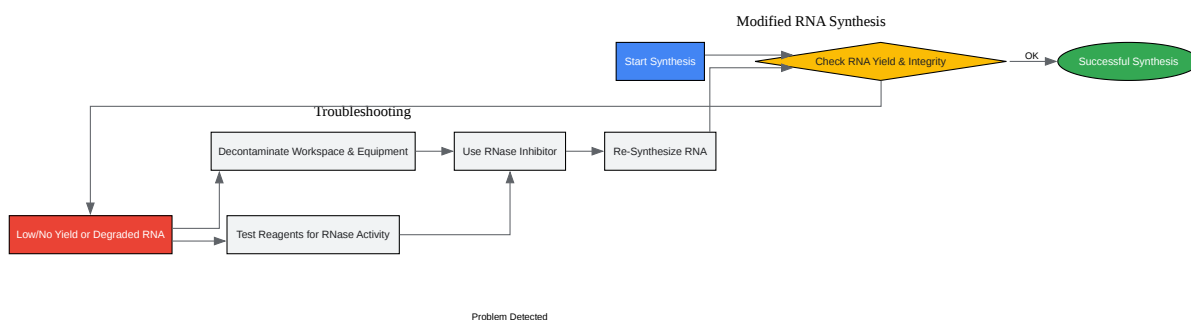 Modified RNA Synthesis
Start Synthesis
Check RNA Yield & Integrity
OK
Successful Synthesis
Troubleshooting
Decontaminate Workspace & Equipment
Use RNase Inhibitor
Re-Synthesize RNA
Low/No Yield or Degraded RNA
Test Reagents for RNase Activity
Problem Detected